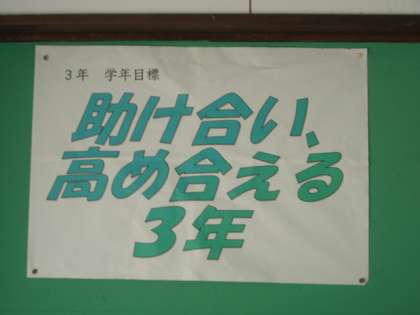 3年 学年目標
助け合い、
高め合える
3年